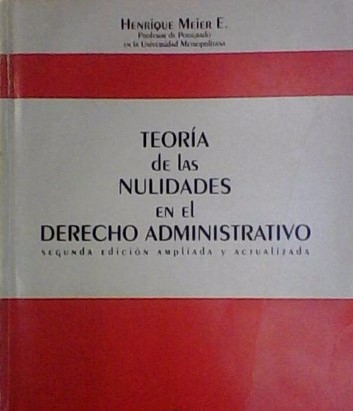 Henrique Meier E.
Profesor de Postgrado
en la Universidad Metropolitana
TEORÍA
de las
NULIDADES
en el
DERECHO ADMINISTRATIVO
segunda edición ampliada y actualizada